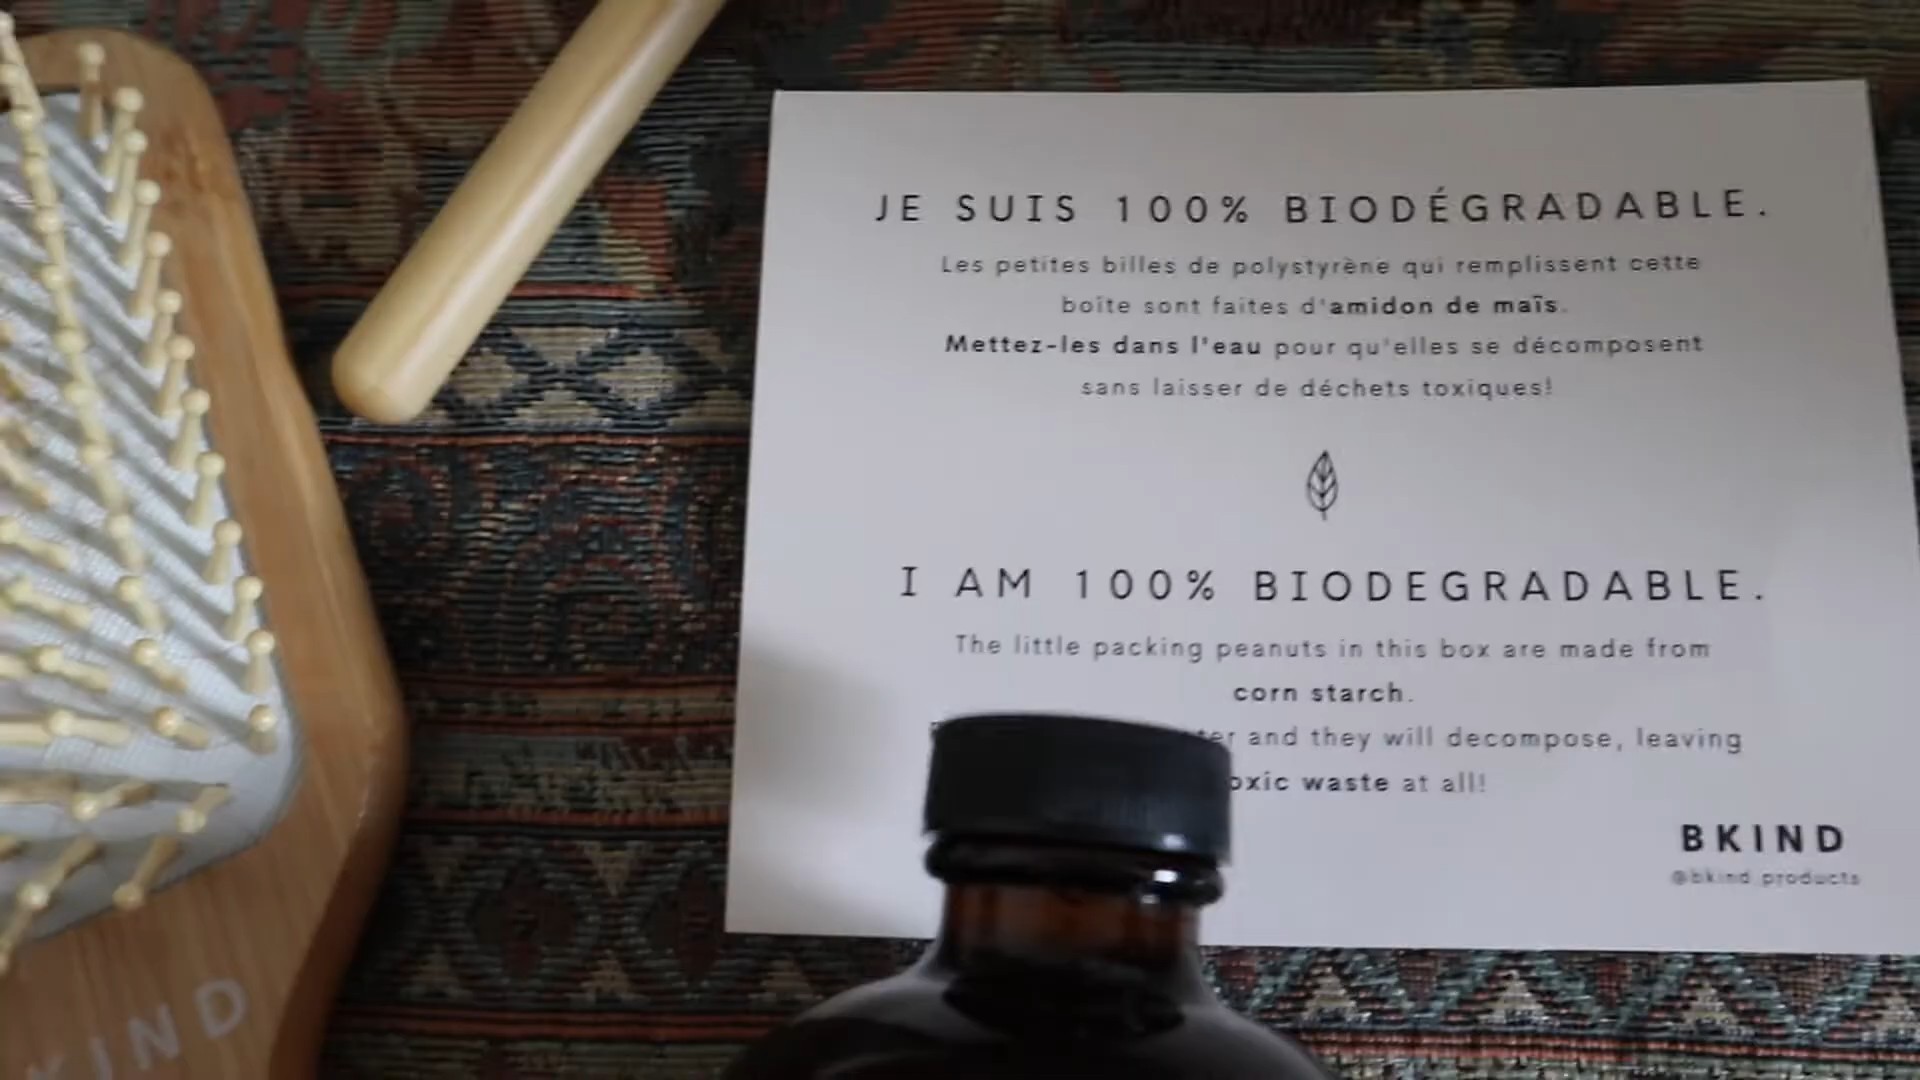 JE SUIS 100% BIODÉGRADABLE.
Les petites billes de polystyrène qui remplissent cette
boîte sont faites d'amidon de maïs.
Mettez-les dans l'eau pour qu'elles se décomposent
sans laisser de déchets toxiques!
I AM 100% BIODEGRADABLE.
The little packing peanuts in this box are made from
corn starch.
and they will decompose, leaving
waste at all!
BKIND
@bkind.products
KIND